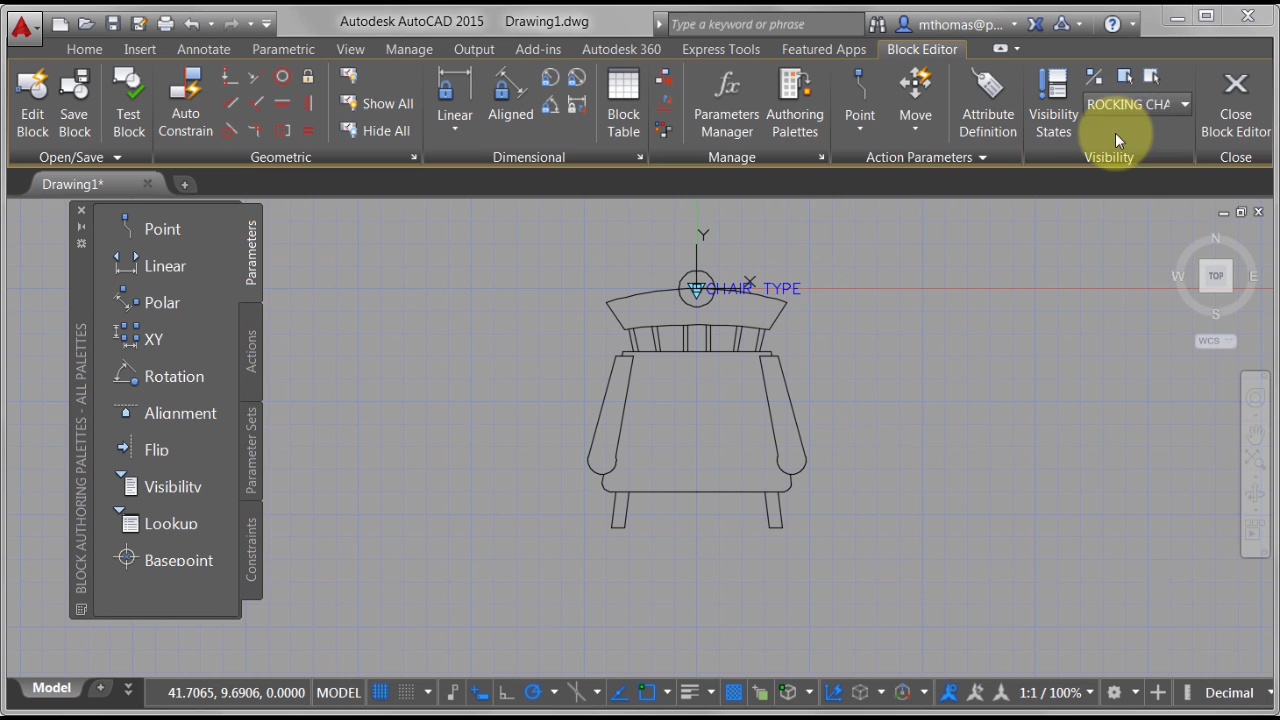 Autodesk AutoCAD 2015 Drawing1.dwg
Type a keyword or phrase
mthomas@p...
Home Insert Annotate Parametric View Manage Output Add-ins Autodesk 360 Express Tools Featured Apps Block Editor
Edit Block
Save Block
Test Block
Auto Constrain
Show All
Hide All
Linear
Aligned
Block Table
Parameters Manager
Authoring Palettes
Point
Move
Attribute Definition
Visibility States
ROCKING CHA
Close Block Editor
Open/Save Geometric Dimensional Manage Action Parameters Visibility Close
Drawing1*
Point
Linear
Polar
XY
Rotation
Alignment
Flip
Visibility
Lookup
Basepoint
Parameters
Actions
Parameter Sets
Constraints
BLOCK AUTHORING PALETTES - ALL PALETTES
Y
X
CHAIR TYPE
N
W TOP E
S
WCS
Model
41.7065, 9.6906, 0.0000 MODEL
1:1 / 100%
Decimal